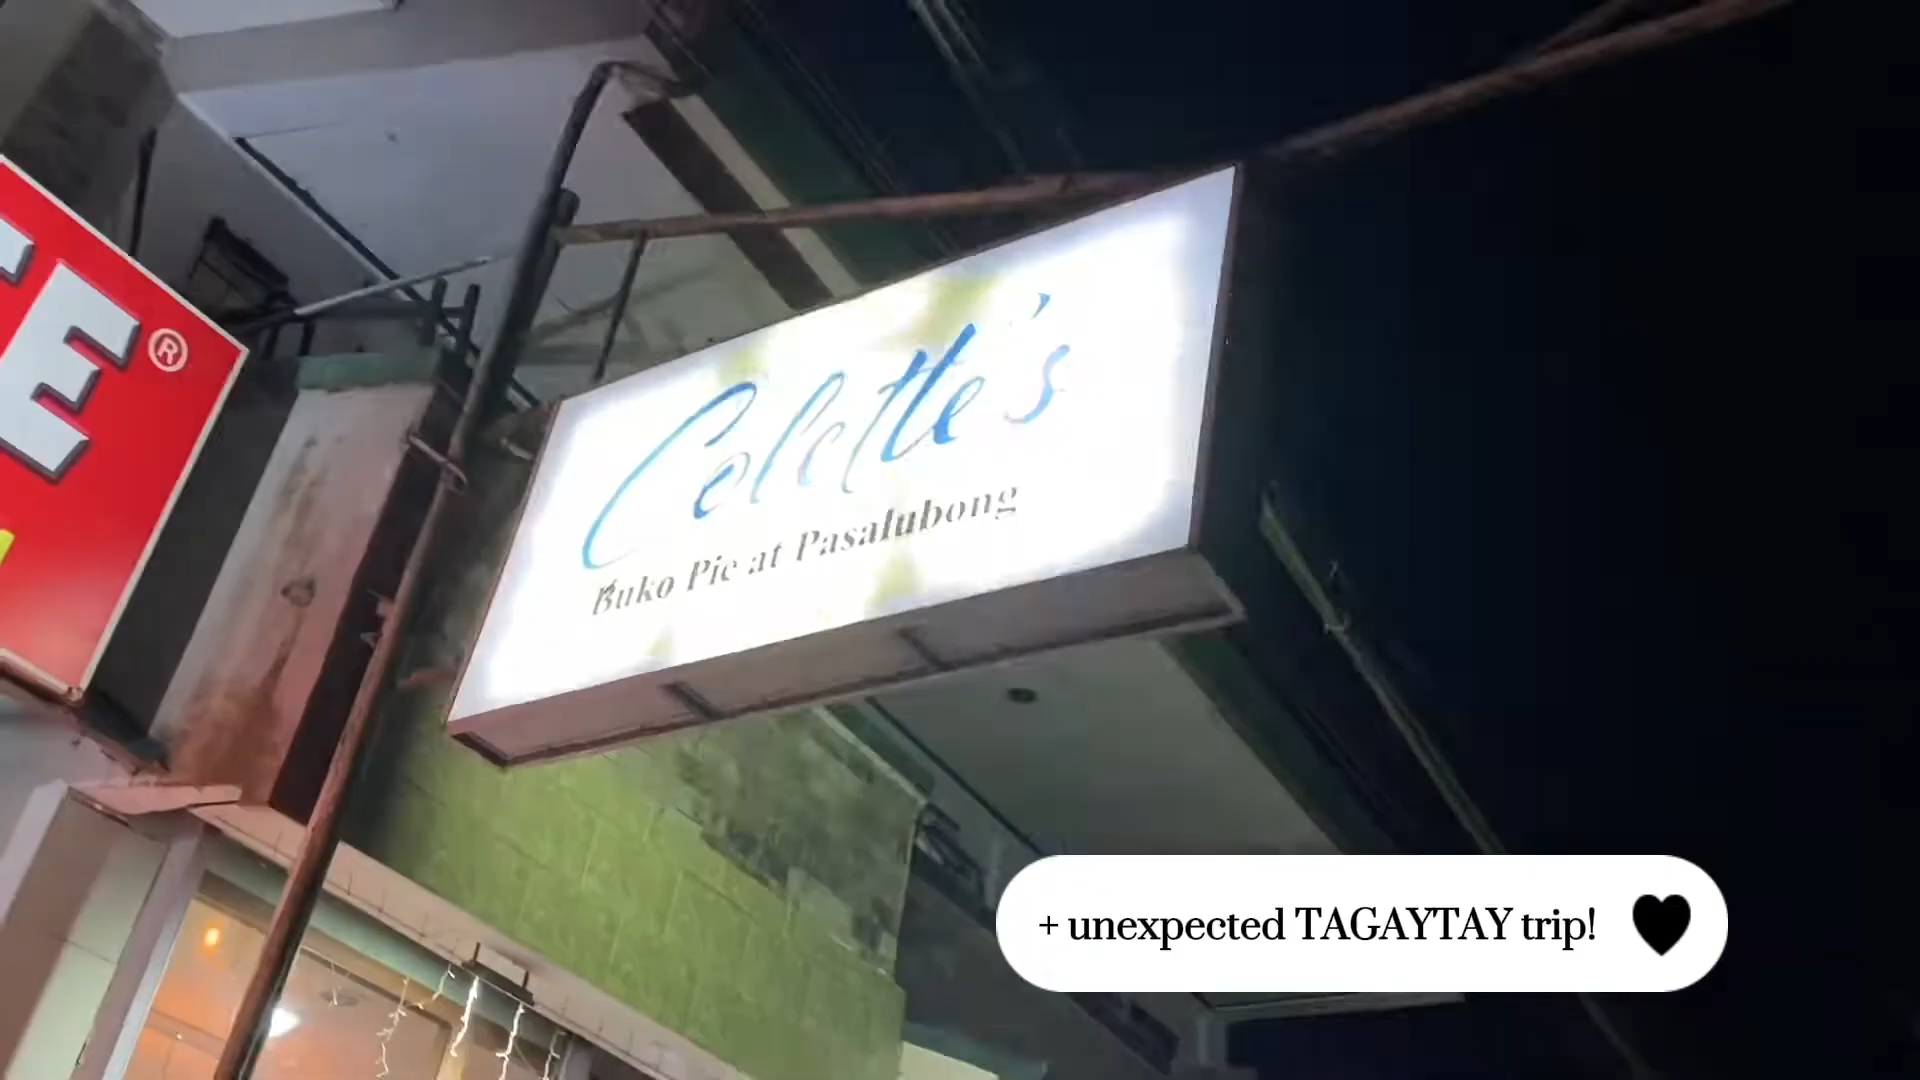 E®
Colette's
Buko Pie at Pasalubong
+ unexpected TAGAYTAY trip! 🖤